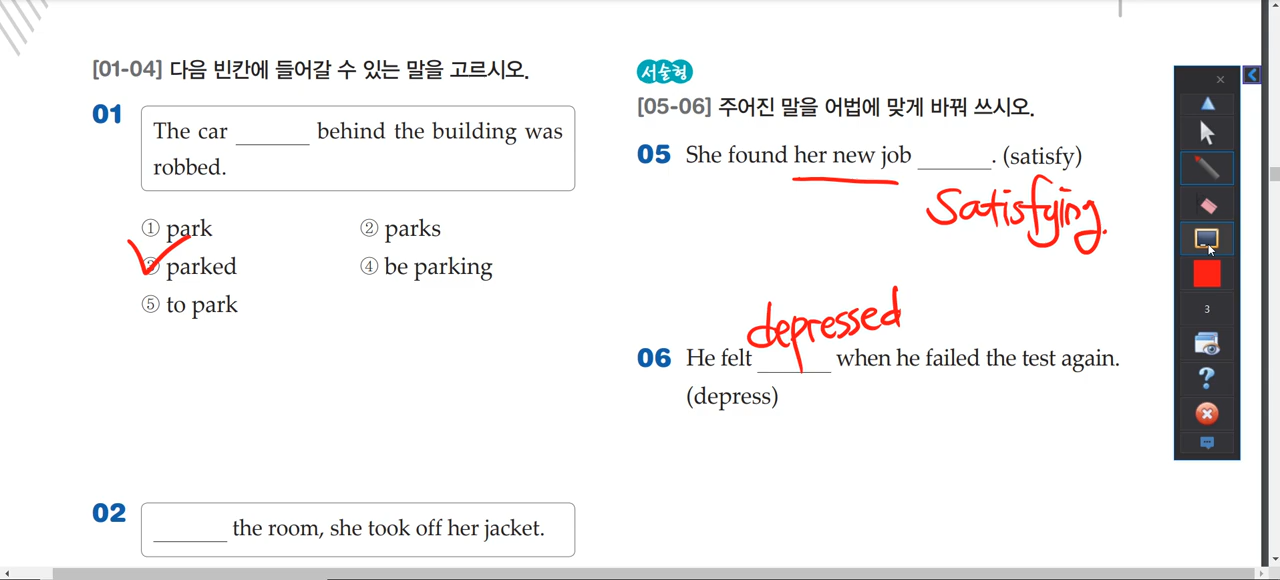 [01-04] 다음 빈칸에 들어갈 수 있는 말을 고르시오.
01
The car ______ behind the building was
robbed.
① park
② parks
③ parked
④ be parking
⑤ to park
02
______ the room, she took off her jacket.
서술형
[05-06] 주어진 말을 어법에 맞게 바꿔 쓰시오.
05 She found her new job ______. (satisfy)
Satisfying.
depressed
06 He felt ______ when he failed the test again.
(depress)
3